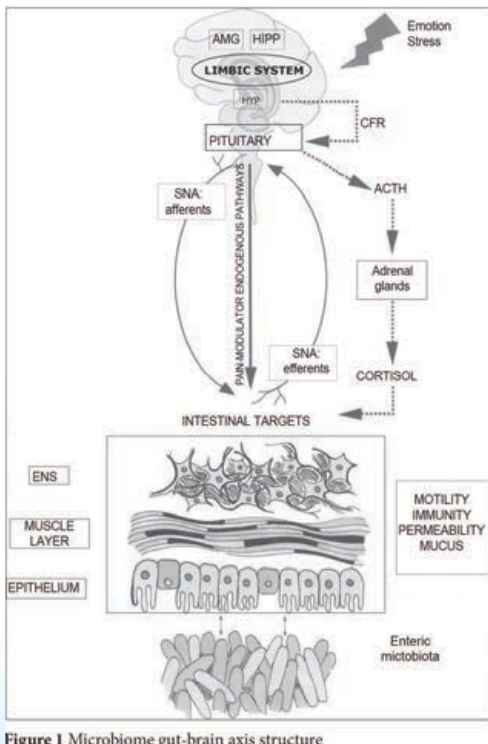 AMG HIPP
Emotion
Stress
LIMBIC SYSTEM
HYP
CFR
PITUITARY
SNA:
afferents
ACTH
PAIN-MODULATOR ENDOGENOUS PATHWAYS
Adrenal
glands
SNA:
efferents
CORTISOL
INTESTINAL TARGETS
ENS
MUSCLE
LAYER
EPITHELIUM
MOTILITY
IMMUNITY
PERMEABILITY
MUCUS
Enteric
mictobiota
Figure 1 Microbiome gut-brain axis structure